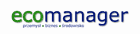 ecomanager
przemysł • biznes • środowisko